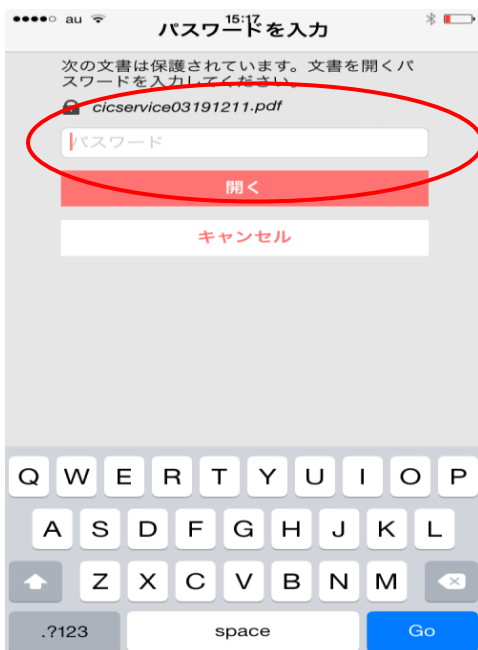 au 15:17
パスワードを入力
次の文書は保護されています。文書を開くパ
スワードを入力してください。
cicservice03191211.pdf
パスワード
開く
キャンセル
Q W E R T Y U I O P
A S D F G H J K L
Z X C V B N M
.?123 space Go